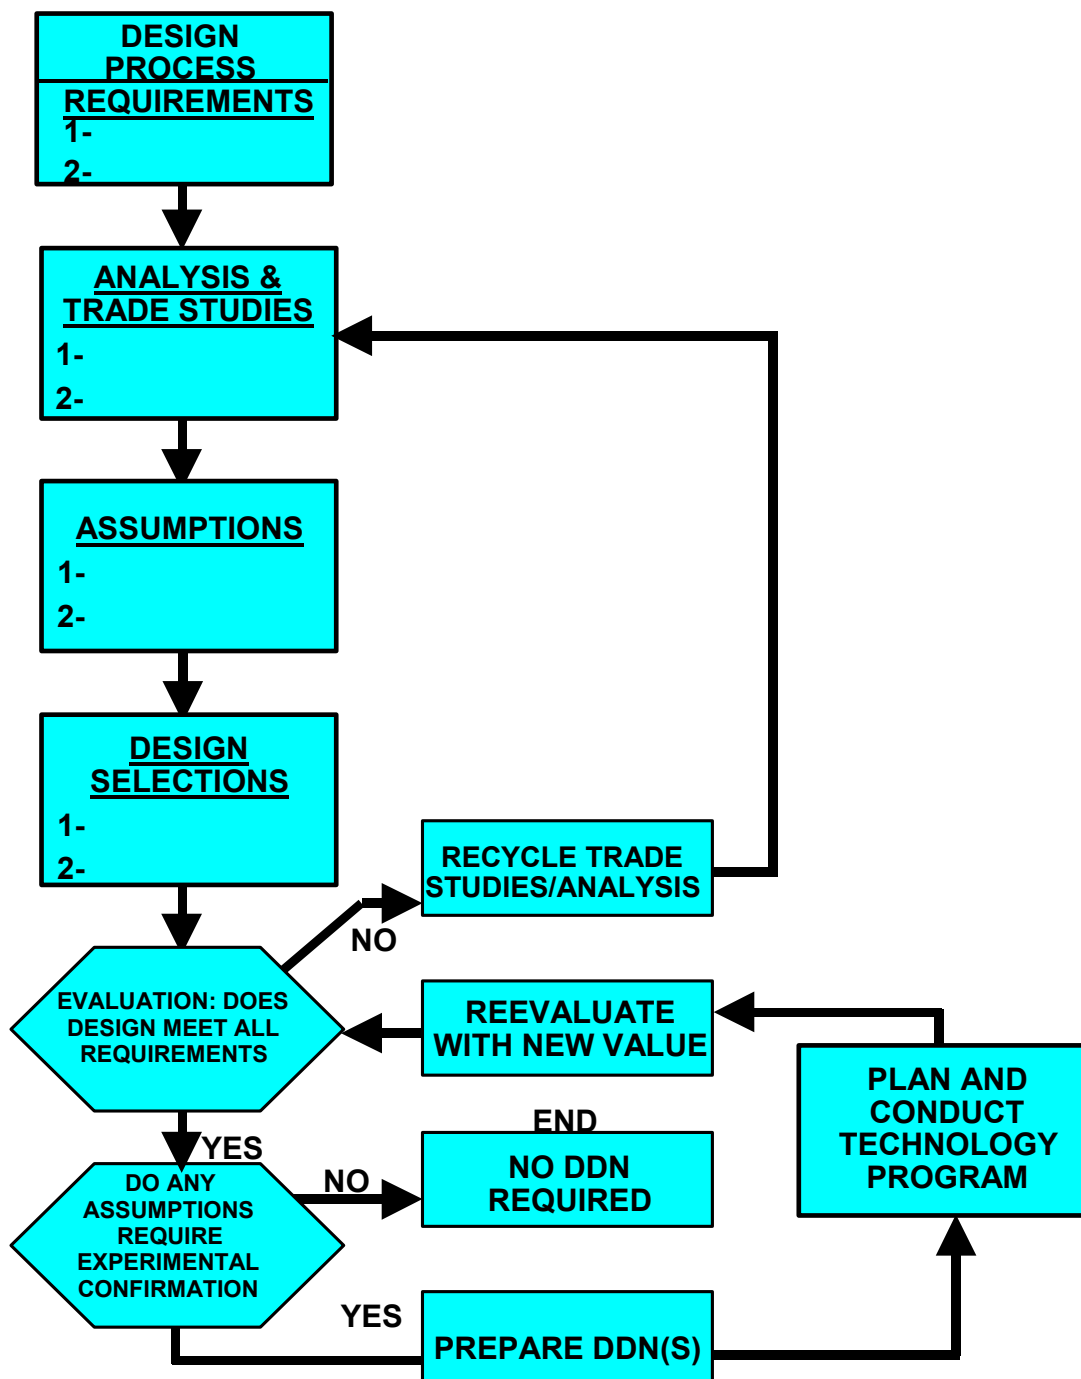 DESIGN
PROCESS
REQUIREMENTS
1-
2-
ANALYSIS &
TRADE STUDIES
1-
2-
ASSUMPTIONS
1-
2-
DESIGN
SELECTIONS
1-
2-
RECYCLE TRADE
STUDIES/ANALYSIS
NO
EVALUATION: DOES
DESIGN MEET ALL
REQUIREMENTS
REEVALUATE
WITH NEW VALUE
PLAN AND
CONDUCT
TECHNOLOGY
PROGRAM
YES
END
NO DDN
REQUIRED
NO
DO ANY
ASSUMPTIONS
REQUIRE
EXPERIMENTAL
CONFIRMATION
YES
PREPARE DDN(S)